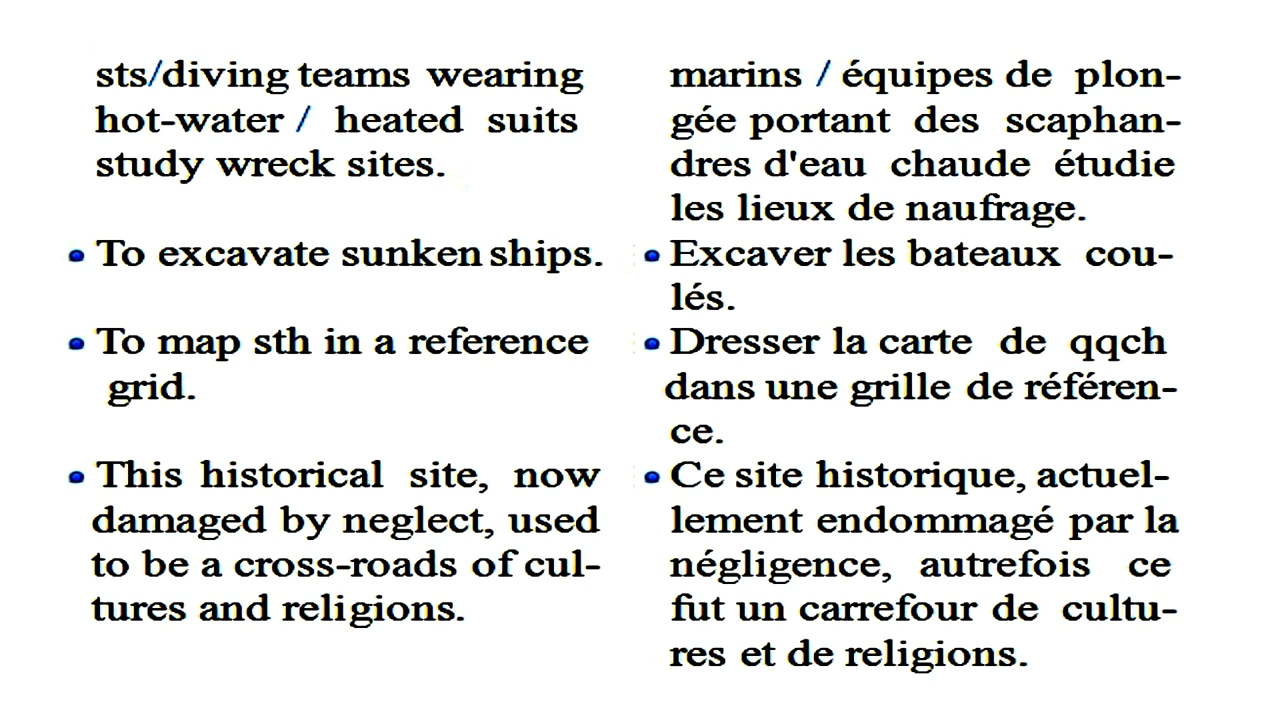 sts/diving teams wearing
hot-water / heated suits
study wreck sites.
• To excavate sunken ships.
• To map sth in a reference
grid.
• This historical site, now
damaged by neglect, used
to be a cross-roads of cul-
tures and religions.
marins / équipes de plon-
gée portant des scaphan-
dres d'eau chaude étudie
les lieux de naufrage.
• Excaver les bateaux cou-
lés.
• Dresser la carte de qqch
dans une grille de référen-
ce.
• Ce site historique, actuel-
lement endommagé par la
négligence, autrefois ce
fut un carrefour de cultu-
res et de religions.